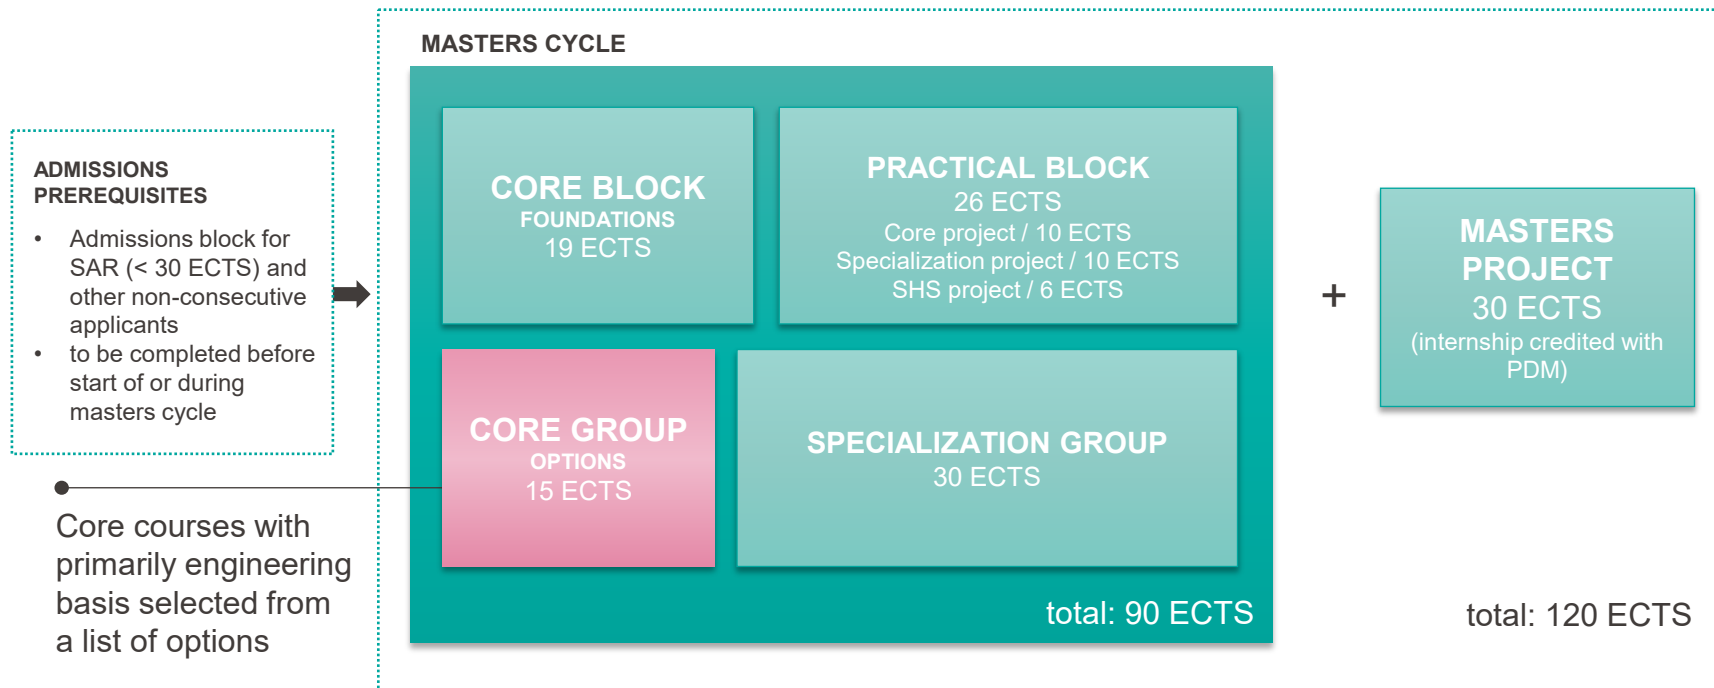 MASTERS CYCLE
ADMISSIONS
PREREQUISITES
• Admissions block for
SAR (< 30 ECTS) and
other non-consecutive
applicants
• to be completed before
start of or during
masters cycle
CORE BLOCK
FOUNDATIONS
19 ECTS
PRACTICAL BLOCK
26 ECTS
Core project / 10 ECTS
Specialization project / 10 ECTS
SHS project / 6 ECTS
CORE GROUP
OPTIONS
15 ECTS
SPECIALIZATION GROUP
30 ECTS
total: 90 ECTS
+
MASTERS
PROJECT
30 ECTS
(internship credited with
PDM)
total: 120 ECTS
Core courses with
primarily engineering
basis selected from
a list of options